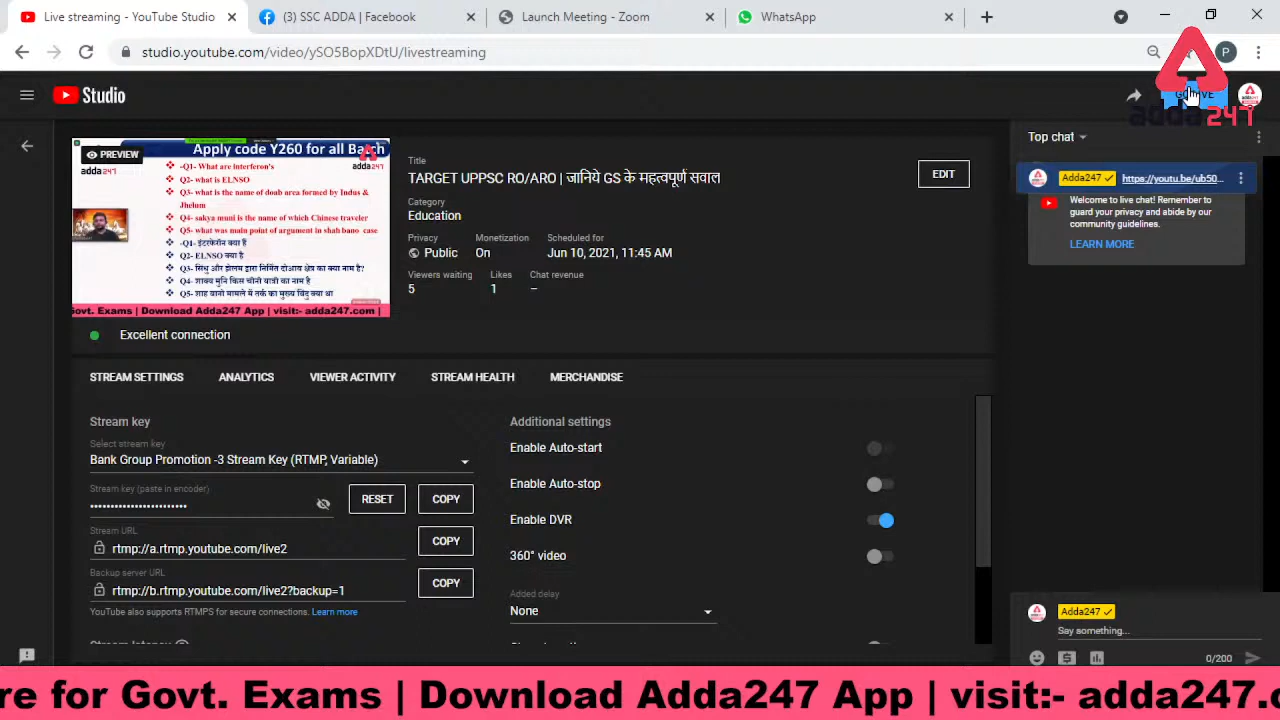 Live streaming - YouTube Studio
(3) SSC ADDA | Facebook
Launch Meeting - Zoom
WhatsApp
studio.youtube.com/video/ySO5BopXDtU/livestreaming
P
Studio
adda247
PREVIEW
Apply code Y260 for all Batch
adda247
adda247
-Q1- What are interferon's
Q2- what is ELNSO
Q3- what is the name of doab area formed by Indus &
Jhelum
Q4- sakya muni is the name of which Chinese traveler
Q5- what was main point of argument in shah bano case
-Q1- इंटरफेरॉन क्या हैं
Q2- ELNSO क्या है
Q3- सिंधु और झेलम द्वारा निर्मित दोआब क्षेत्र का क्या नाम है?
Q4- शाक्य मुनि किस चीनी यात्री का नाम है
Q5- शाह बानो मामले में तर्क का मुख्य बिंदु क्या था
Govt. Exams | Download Adda247 App | visit:- adda247.com |
Title
TARGET UPPSC RO/ARO | जानिये GS के महत्वपूर्ण सवाल
EDIT
Category
Education
Privacy
Monetization
Scheduled for
Public
On
Jun 10, 2021, 11:45 AM
Viewers waiting
Likes
Chat revenue
5
1
–
Excellent connection
STREAM SETTINGS
ANALYTICS
VIEWER ACTIVITY
STREAM HEALTH
MERCHANDISE
Stream key
Select stream key
Bank Group Promotion -3 Stream Key (RTMP, Variable)
Stream key (paste in encoder)
RESET
COPY
Stream URL
rtmp://a.rtmp.youtube.com/live2
COPY
Backup server URL
rtmp://b.rtmp.youtube.com/live2?backup=1
COPY
YouTube also supports RTMPS for secure connections. Learn more
Additional settings
Enable Auto-start
Enable Auto-stop
Enable DVR
360° video
Added delay
None
Top chat
Adda247 https://youtu.be/ub50...
Welcome to live chat! Remember to
guard your privacy and abide by our
community guidelines.
LEARN MORE
Adda247
Say something...
0/200
re for Govt. Exams | Download Adda247 App | visit:- adda247.c